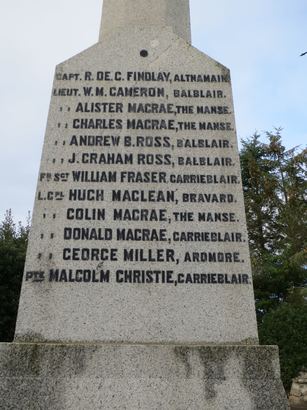 CAPT. R. DE. C. FINDLAY, ALTNAMAIN.
LIEUT. W. M. CAMERON, BALBLAIR.
" ALISTER MACRAE, THE MANSE.
" CHARLES MACRAE, THE MANSE.
" ANDREW B. ROSS, BALBLAIR.
" J. GRAHAM ROSS, BALBLAIR.
FR SGT WILLIAM FRASER. CARRIEBLAIR.
L. CPL HUGH MACLEAN, BRAVARD.
" COLIN MACRAE, THE MANSE.
" DONALD MACRAE, CARRIEBLAIR.
" GEORGE MILLER, ARDMORE.
PTE MALCOLM CHRISTIE, CARRIEBLAIR.